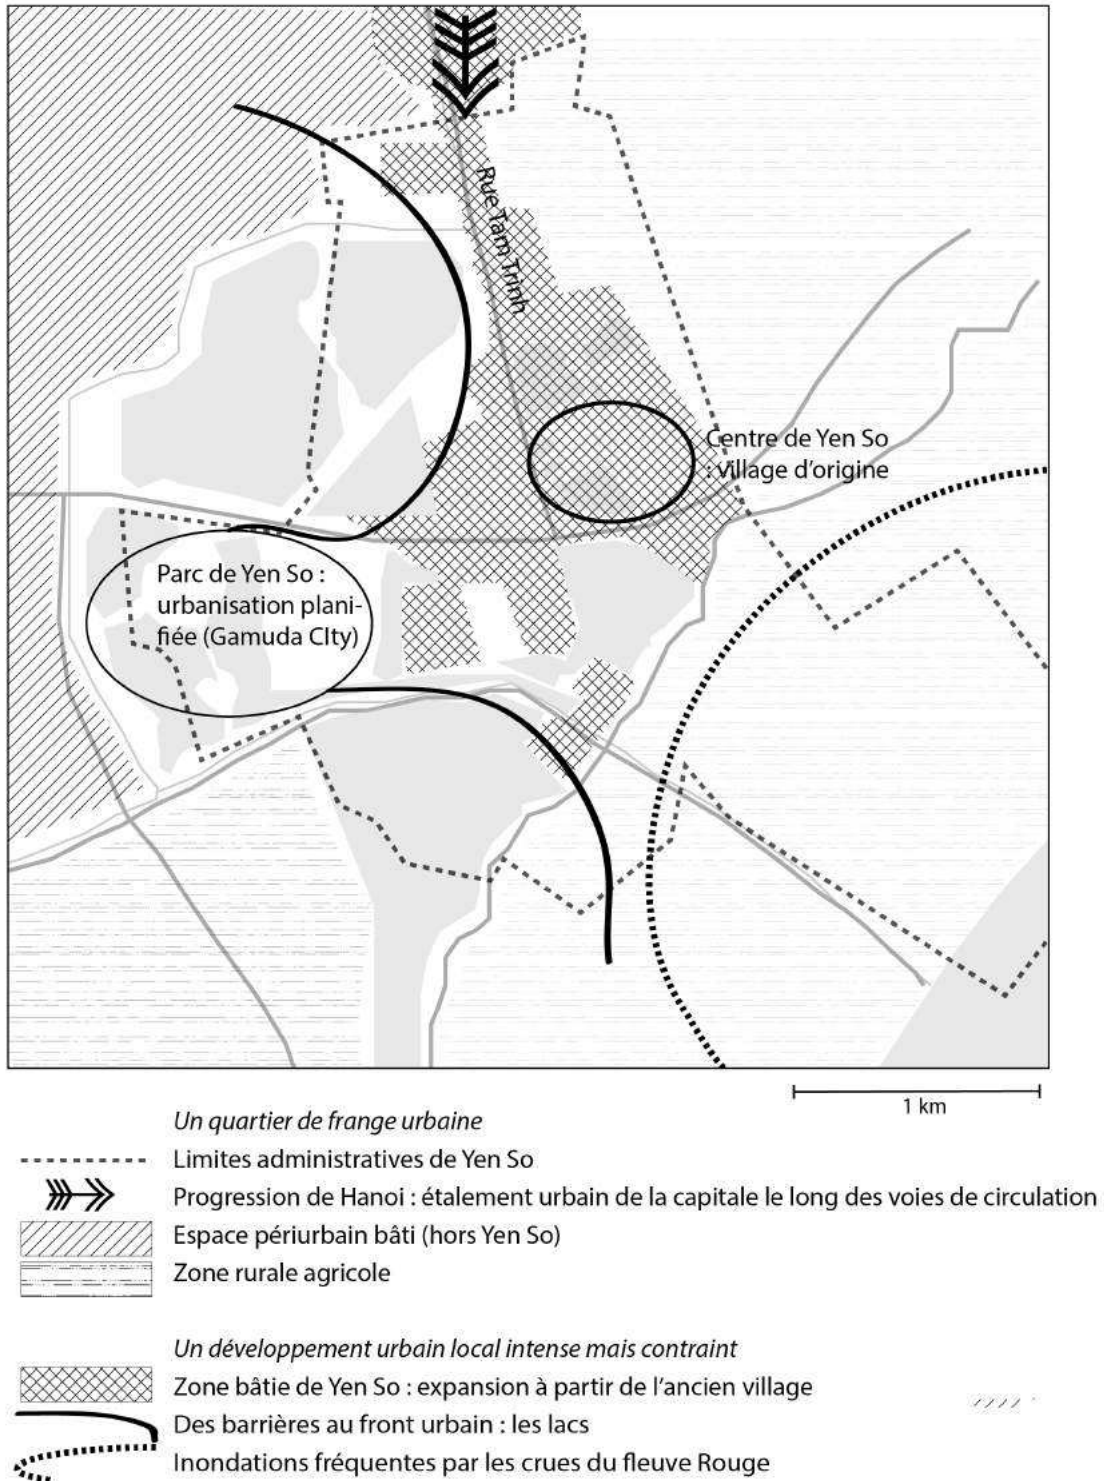 Rue Tam Trinh
Centre de Yen So
: village d'origine
Parc de Yen So :
urbanisation plani-
fiée (Gamuda CIty)
1 km
Un quartier de frange urbaine
Limites administratives de Yen So
Progression de Hanoi : étalement urbain de la capitale le long des voies de circulation
Espace périurbain bâti (hors Yen So)
Zone rurale agricole
Un développement urbain local intense mais contraint
Zone bâtie de Yen So : expansion à partir de l'ancien village
Des barrières au front urbain : les lacs
Inondations fréquentes par les crues du fleuve Rouge